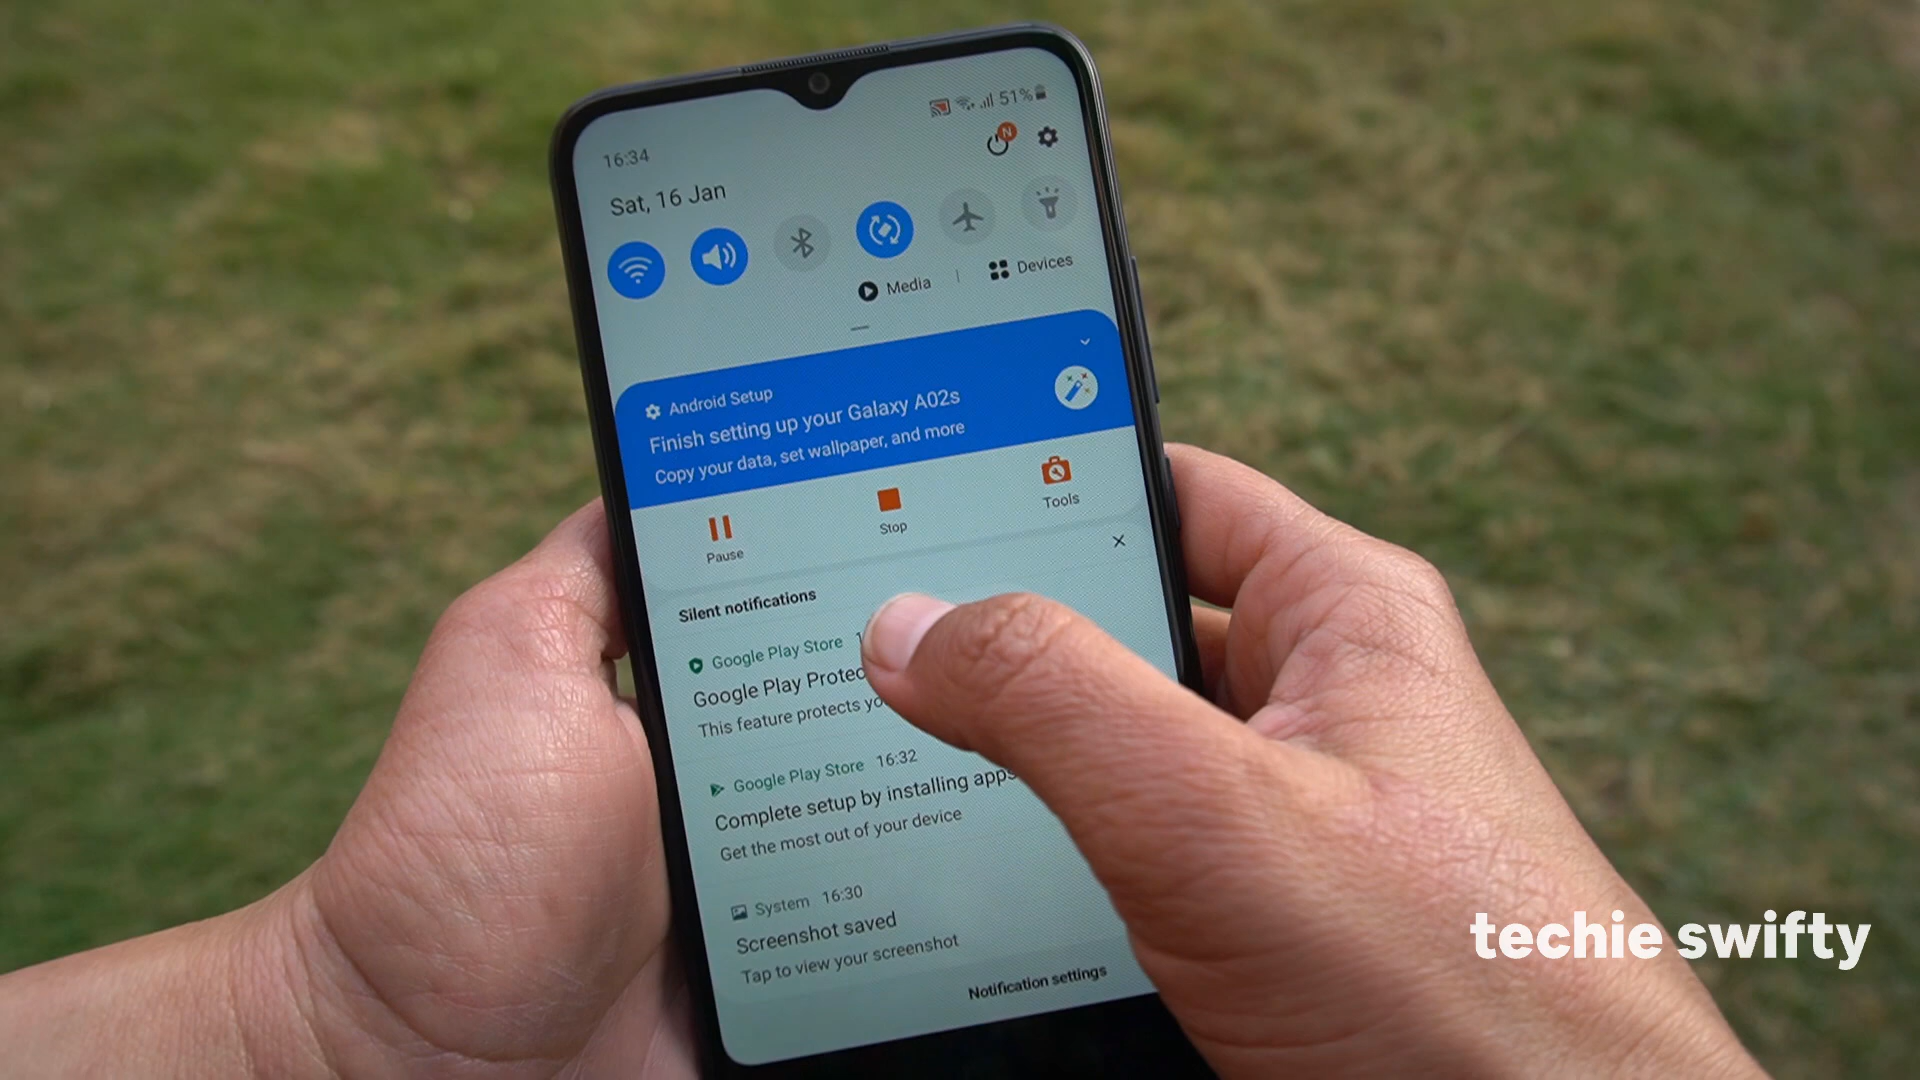 51%
16:34
N
Sat, 16 Jan
Media | Devices
Android Setup
Finish setting up your Galaxy A02s
Copy your data, set wallpaper, and more
Pause
Stop
Tools
Silent notifications
Google Play Store
Google Play
This feature protects
Google Play Store 16:32
Complete setup by installing apps
Get the most out of your device
System 16:30
Screenshot saved
Tap to view your screenshot
Notification settings
techie swifty